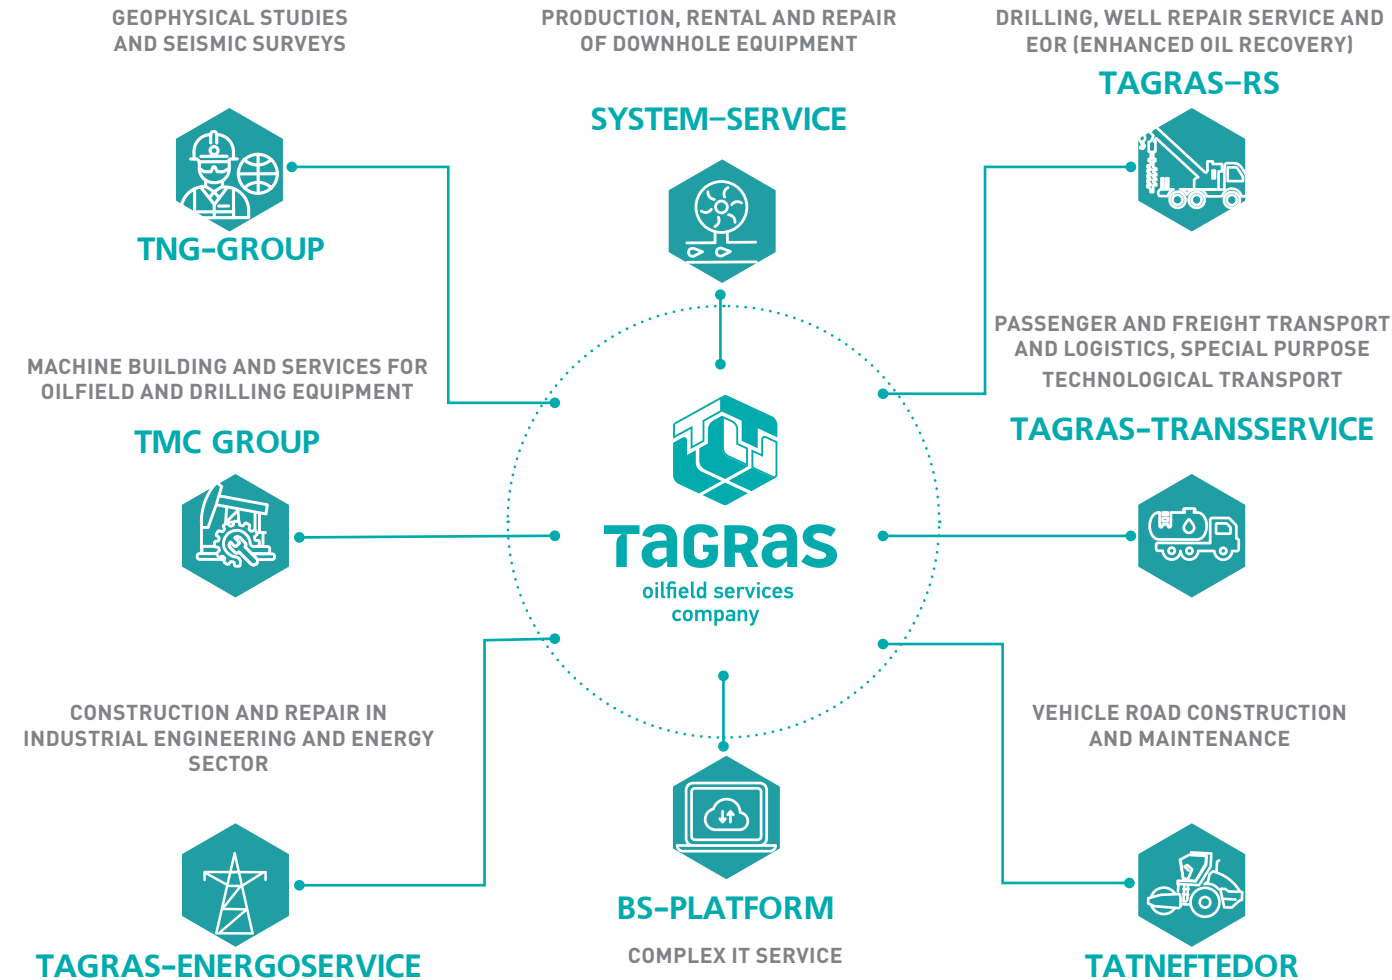 GEOPHYSICAL STUDIES
AND SEISMIC SURVEYS
TNG-GROUP
PRODUCTION, RENTAL AND REPAIR
OF DOWNHOLE EQUIPMENT
SYSTEM-SERVICE
DRILLING, WELL REPAIR SERVICE AND
EOR (ENHANCED OIL RECOVERY)
TAGRAS-RS
MACHINE BUILDING AND SERVICES FOR
OILFIELD AND DRILLING EQUIPMENT
TMC GROUP
TaGRaS
oilfield services
company
PASSENGER AND FREIGHT TRANSPORT
AND LOGISTICS, SPECIAL PURPOSE
TECHNOLOGICAL TRANSPORT
TAGRAS-TRANSSERVICE
CONSTRUCTION AND REPAIR IN
INDUSTRIAL ENGINEERING AND ENERGY
SECTOR
TAGRAS-ENERGOSERVICE
BS-PLATFORM
COMPLEX IT SERVICE
VEHICLE ROAD CONSTRUCTION
AND MAINTENANCE
TATNEFTEDOR